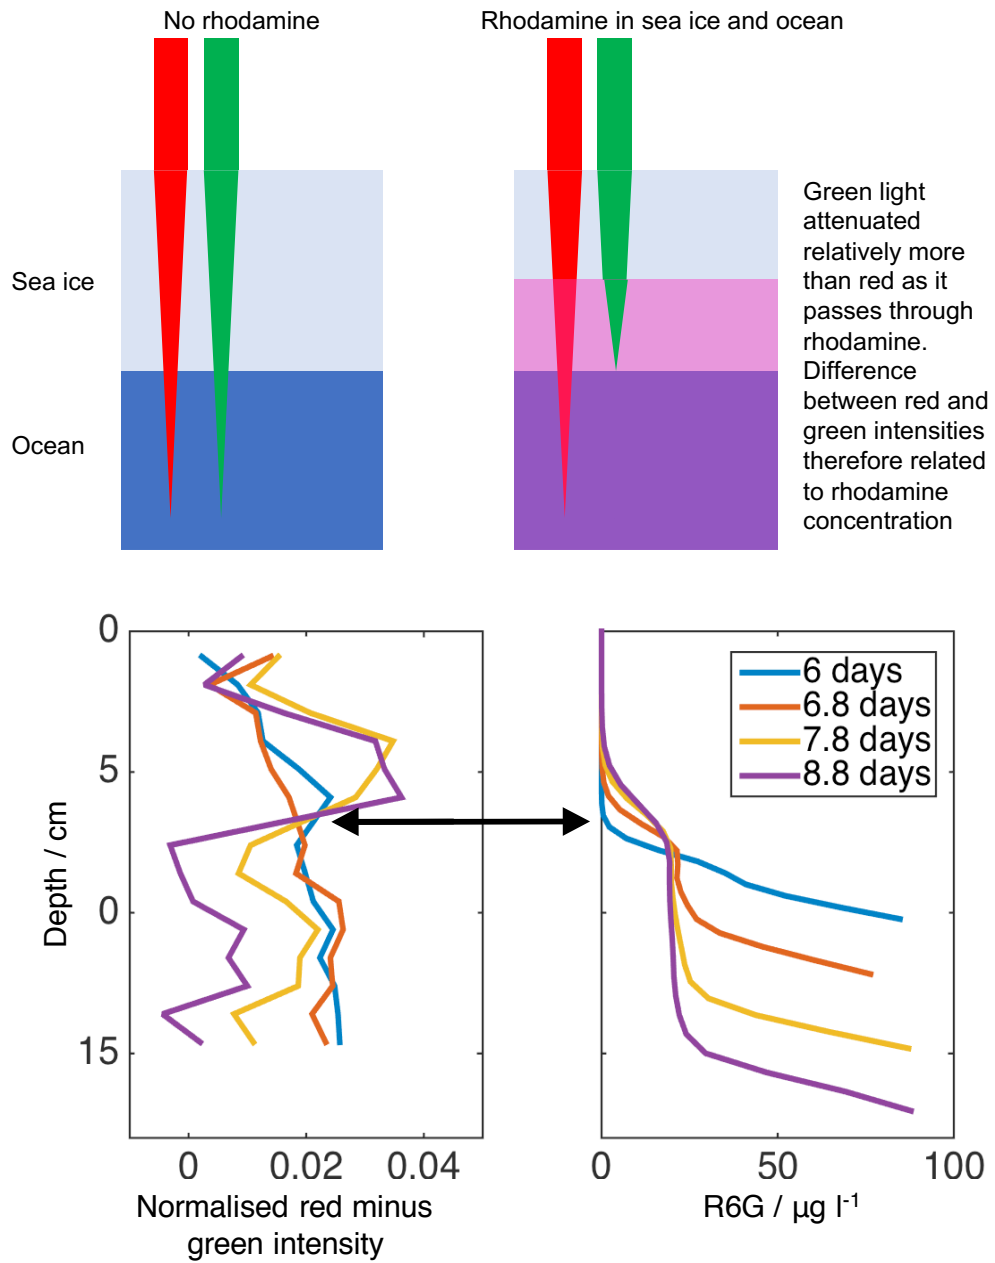 No rhodamine
Rhodamine in sea ice and ocean
Sea ice
Ocean
Green light
attenuated
relatively more
than red as it
passes through
rhodamine.
Difference
between red and
green intensities
therefore related
to rhodamine
concentration
0
5
0
15
Depth / cm
0
0.02
0.04
Normalised red minus
green intensity
6 days
6.8 days
7.8 days
8.8 days
0
50
100
R6G / µg l⁻¹